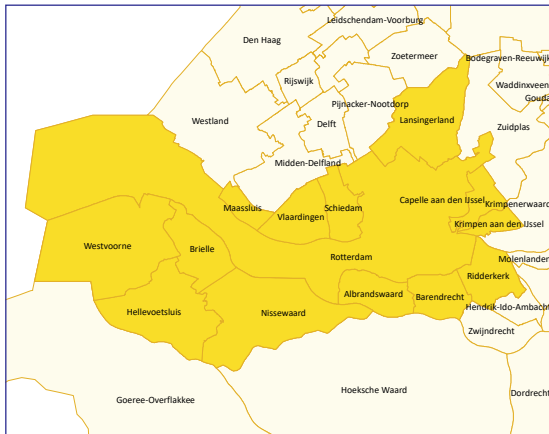 Leidschendam-Voorburg
Den Haag
Zoetermeer
Bodegraven-Reeuwijk
Rijswijk
Waddinxveen
Gouda
Pijnacker-Nootdorp
Westland
Delft
Lansingerland
Zuidplas
Midden-Delfland
Maassluis
Vlaardingen
Schiedam
Capelle aan den IJssel
Krimpenerwaard
Krimpen aan den IJssel
Westvoorne
Brielle
Rotterdam
Molenlanden
Ridderkerk
Albrandswaard
Barendrecht
Hendrik-Ido-Ambacht
Hellevoetsluis
Nissewaard
Zwijndrecht
Hoeksche Waard
Dordrecht
Goeree-Overflakkee